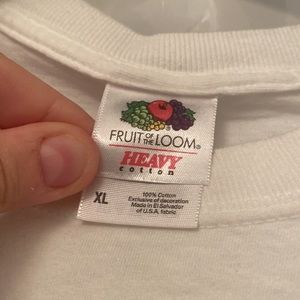 FRUIT OF THE LOOM®
HEAVY
cotton
XL
100% Cotton
Exclusive of decoration
Made in El Salvador
of U.S.A. fabric